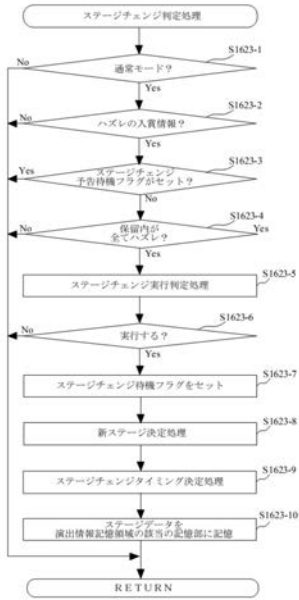 ステージチェンジ判定処理
S1623-1
No
通常モード?
Yes
S1623-2
No
ハズレの入賞情報?
Yes
S1623-3
Yes
ステージチェンジ
予告待機フラグがセット?
No
S1623-4
No
保留内が
全てハズレ?
Yes
Yes
S1623-5
ステージチェンジ実行判定処理
S1623-6
No
実行する?
Yes
S1623-7
ステージチェンジ待機フラグをセット
S1623-8
新ステージ決定処理
S1623-9
ステージチェンジタイミング決定処理
S1623-10
ステージデータを
演出情報記憶領域の該当の記憶部に記憶
RETURN